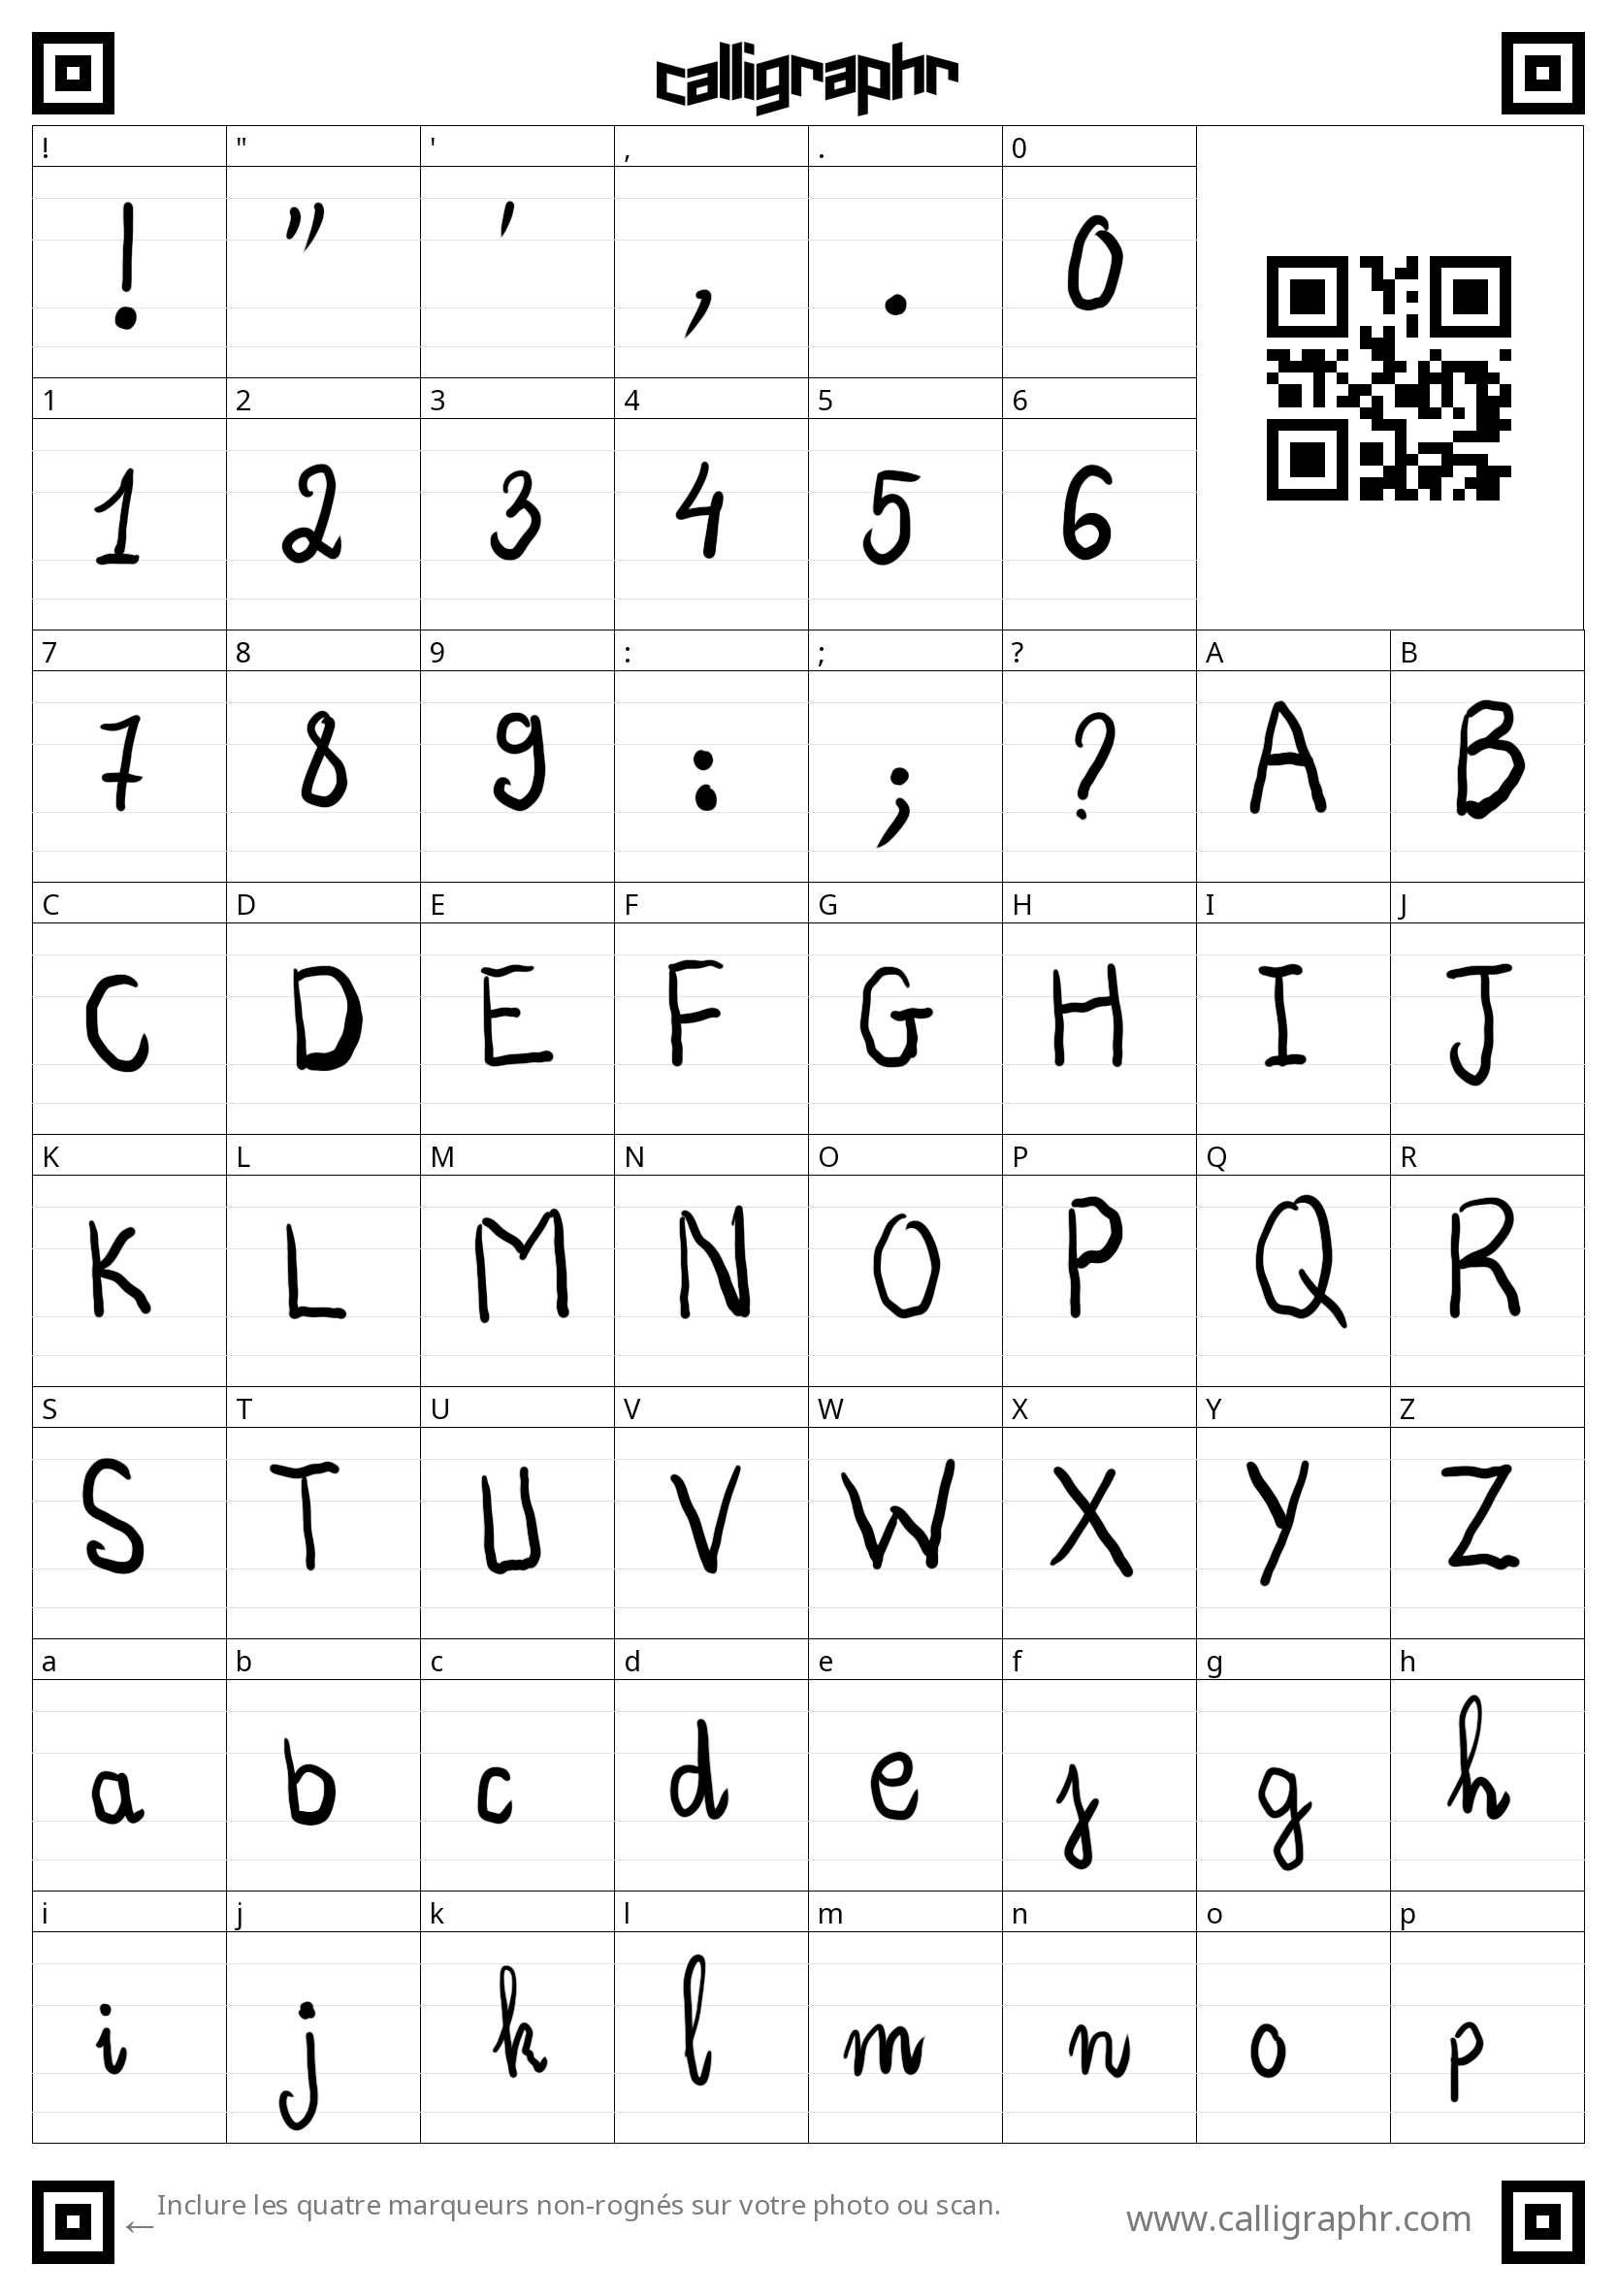 calligraphr
! " ' , . 0
! " ' , . 0
1 2 3 4 5 6
1 2 3 4 5 6
7 8 9 : ; ? A B
7 8 9 : ; ? A B
C D E F G H I J
C D E F G H I J
K L M N O P Q R
K L M N O P Q R
S T U V W X Y Z
S T U V W X Y Z
a b c d e f g h
a b c d e f g h
i j k l m n o p
i j k l m n o p
←Inclure les quatre marqueurs non-rognés sur votre photo ou scan.
www.calligraphr.com